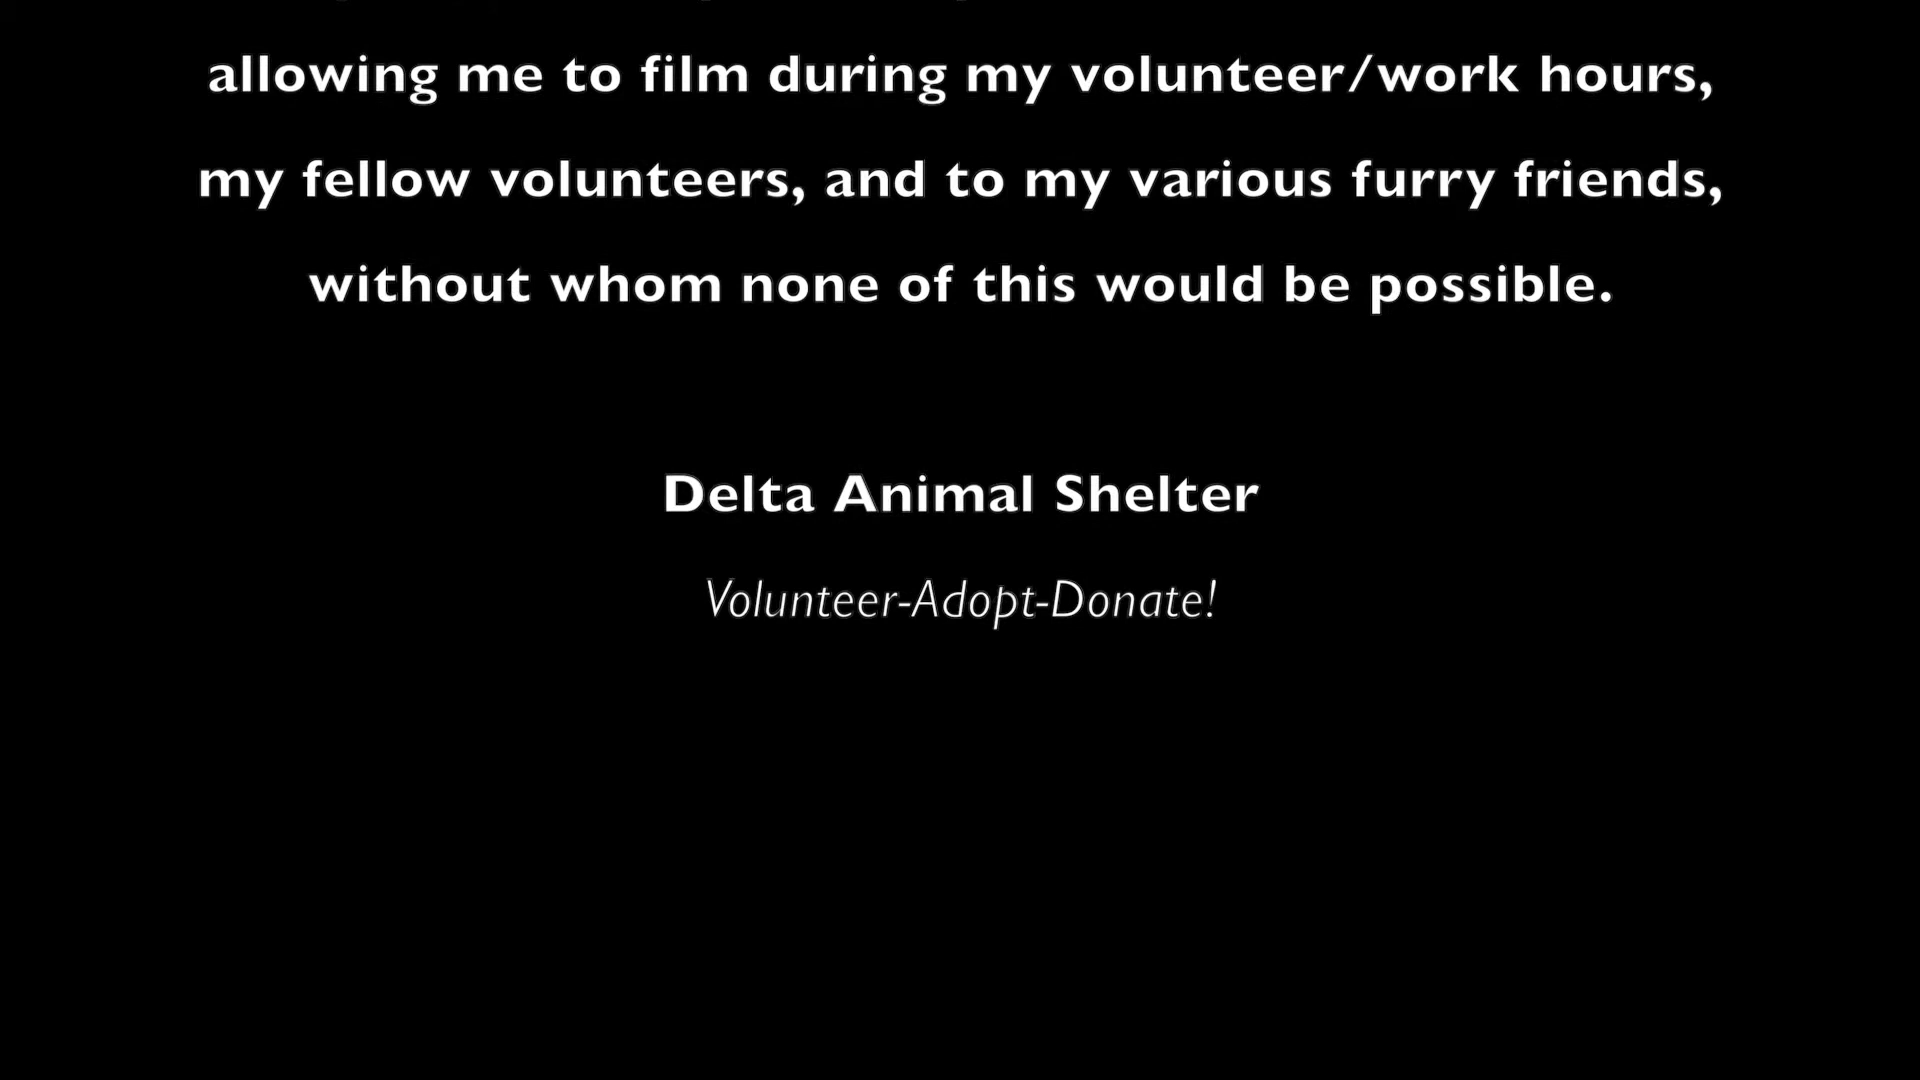 allowing me to film during my volunteer/work hours,
my fellow volunteers, and to my various furry friends,
without whom none of this would be possible.
Delta Animal Shelter
Volunteer-Adopt-Donate!